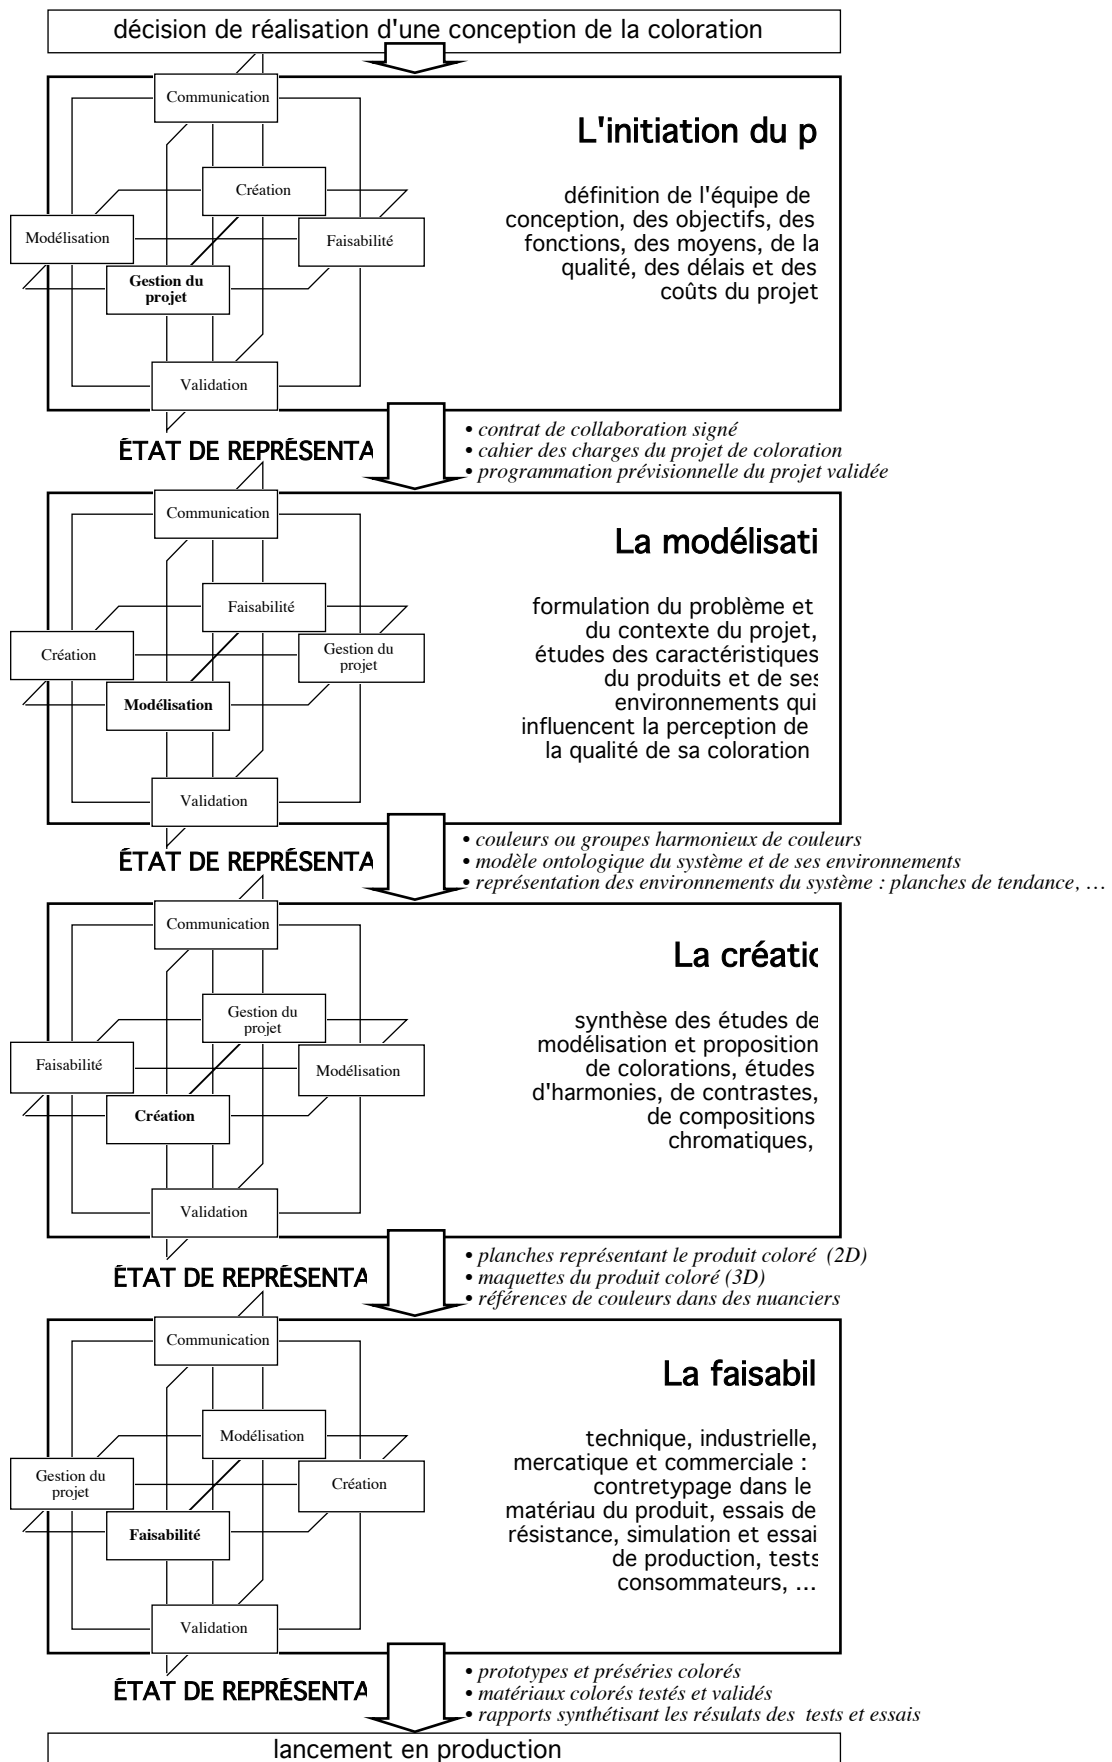 décision de réalisation d'une conception de la coloration
Communication
Création
Modélisation
Faisabilité
Gestion du
projet
Validation
L'initiation du p
définition de l'équipe de
conception, des objectifs, des
fonctions, des moyens, de la
qualité, des délais et des
coûts du projet
ÉTAT DE REPRÉSENTA
• contrat de collaboration signé
• cahier des charges du projet de coloration
• programmation prévisionnelle du projet validée
Communication
Faisabilité
Création
Gestion du
projet
Modélisation
Validation
La modélisati
formulation du problème et
du contexte du projet,
études des caractéristiques
du produits et de ses
environnements qui
influencent la perception de
la qualité de sa coloration
ÉTAT DE REPRÉSENTA
• couleurs ou groupes harmonieux de couleurs
• modèle ontologique du système et de ses environnements
• représentation des environnements du système : planches de tendance, …
Communication
Gestion du
projet
Faisabilité
Modélisation
Création
Validation
La créatio
synthèse des études de
modélisation et proposition
de colorations, études
d'harmonies, de contrastes,
de compositions
chromatiques,
ÉTAT DE REPRÉSENTA
• planches représentant le produit coloré (2D)
• maquettes du produit coloré (3D)
• références de couleurs dans des nuanciers
Communication
Modélisation
Gestion du
projet
Création
Faisabilité
Validation
La faisabil
technique, industrielle,
mercatique et commerciale :
contretypage dans le
matériau du produit, essais de
résistance, simulation et essai
de production, tests
consommateurs, …
ÉTAT DE REPRÉSENTA
• prototypes et préséries colorés
• matériaux colorés testés et validés
• rapports synthétisant les résulats des tests et essais
lancement en production